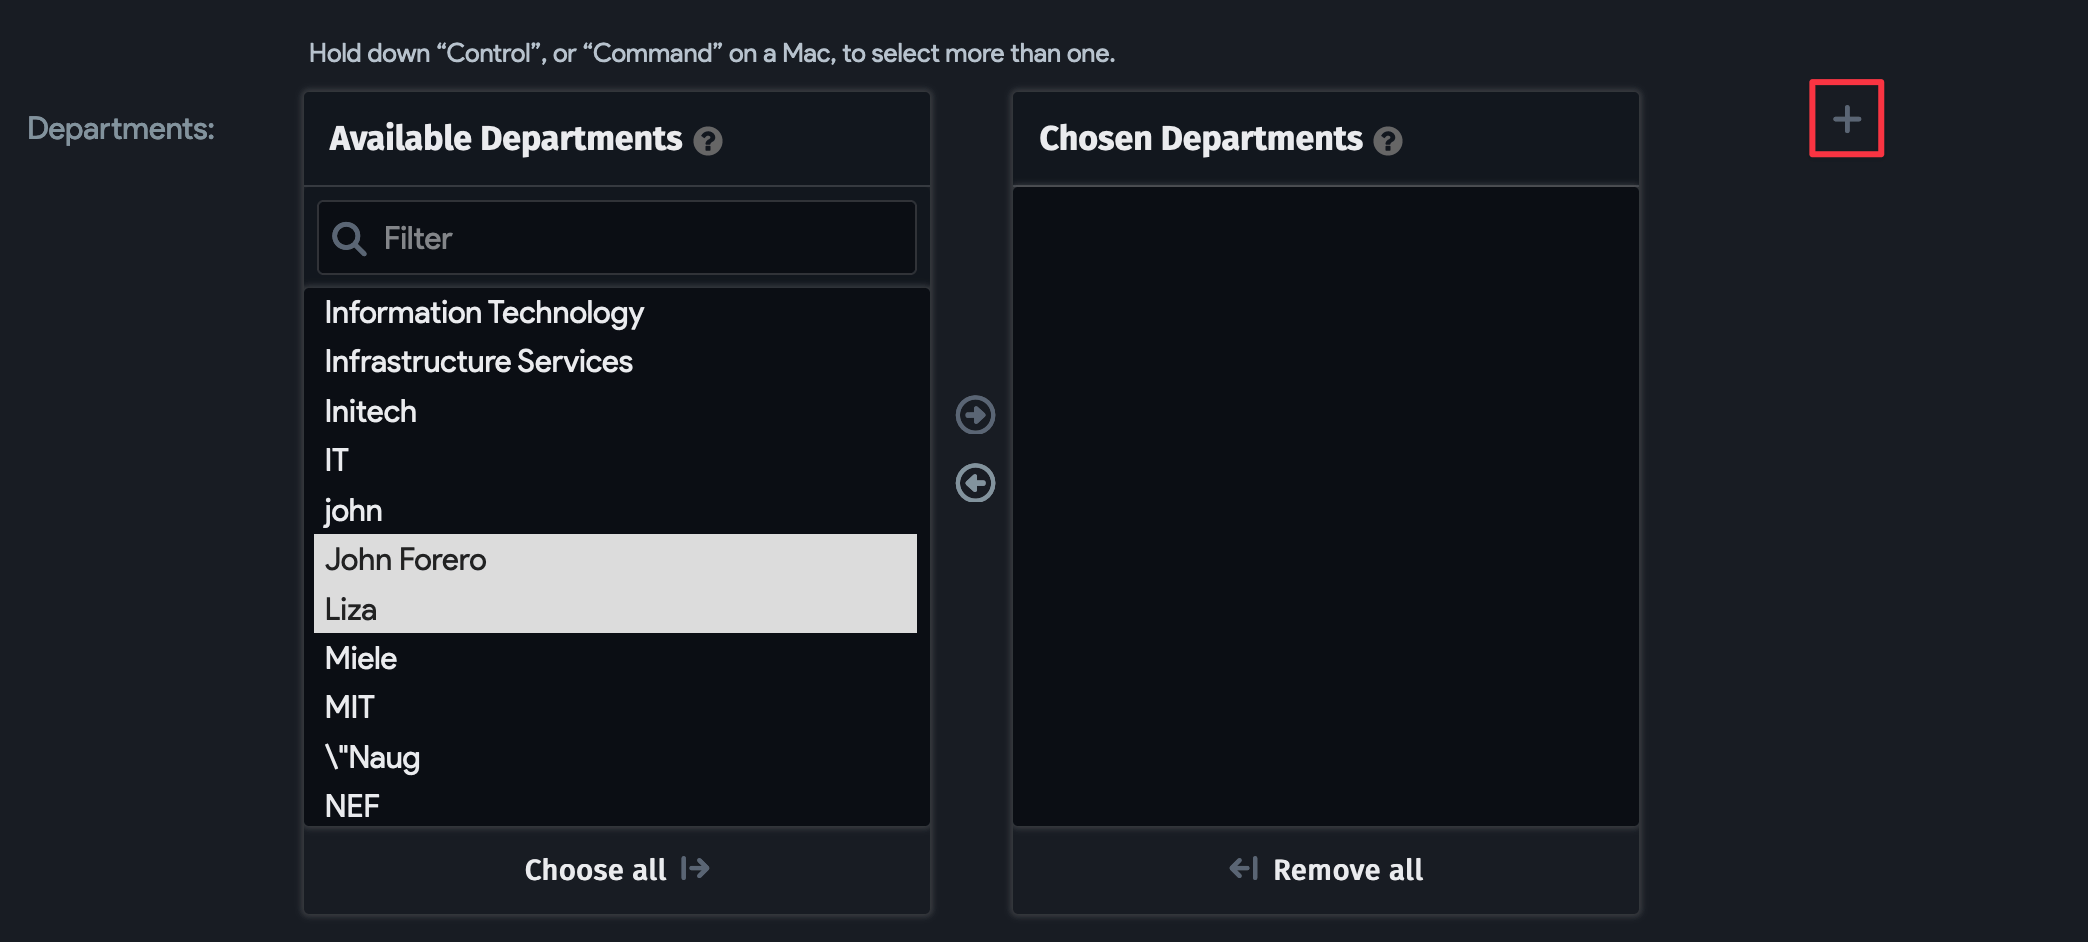 Hold down “Control”, or “Command” on a Mac, to select more than one.
Departments:
Available Departments ?
Filter
Information Technology
Infrastructure Services
Initech
IT
john
John Forero
Liza
Miele
MIT
\"Naug
NEF
Choose all
Chosen Departments ?
Remove all